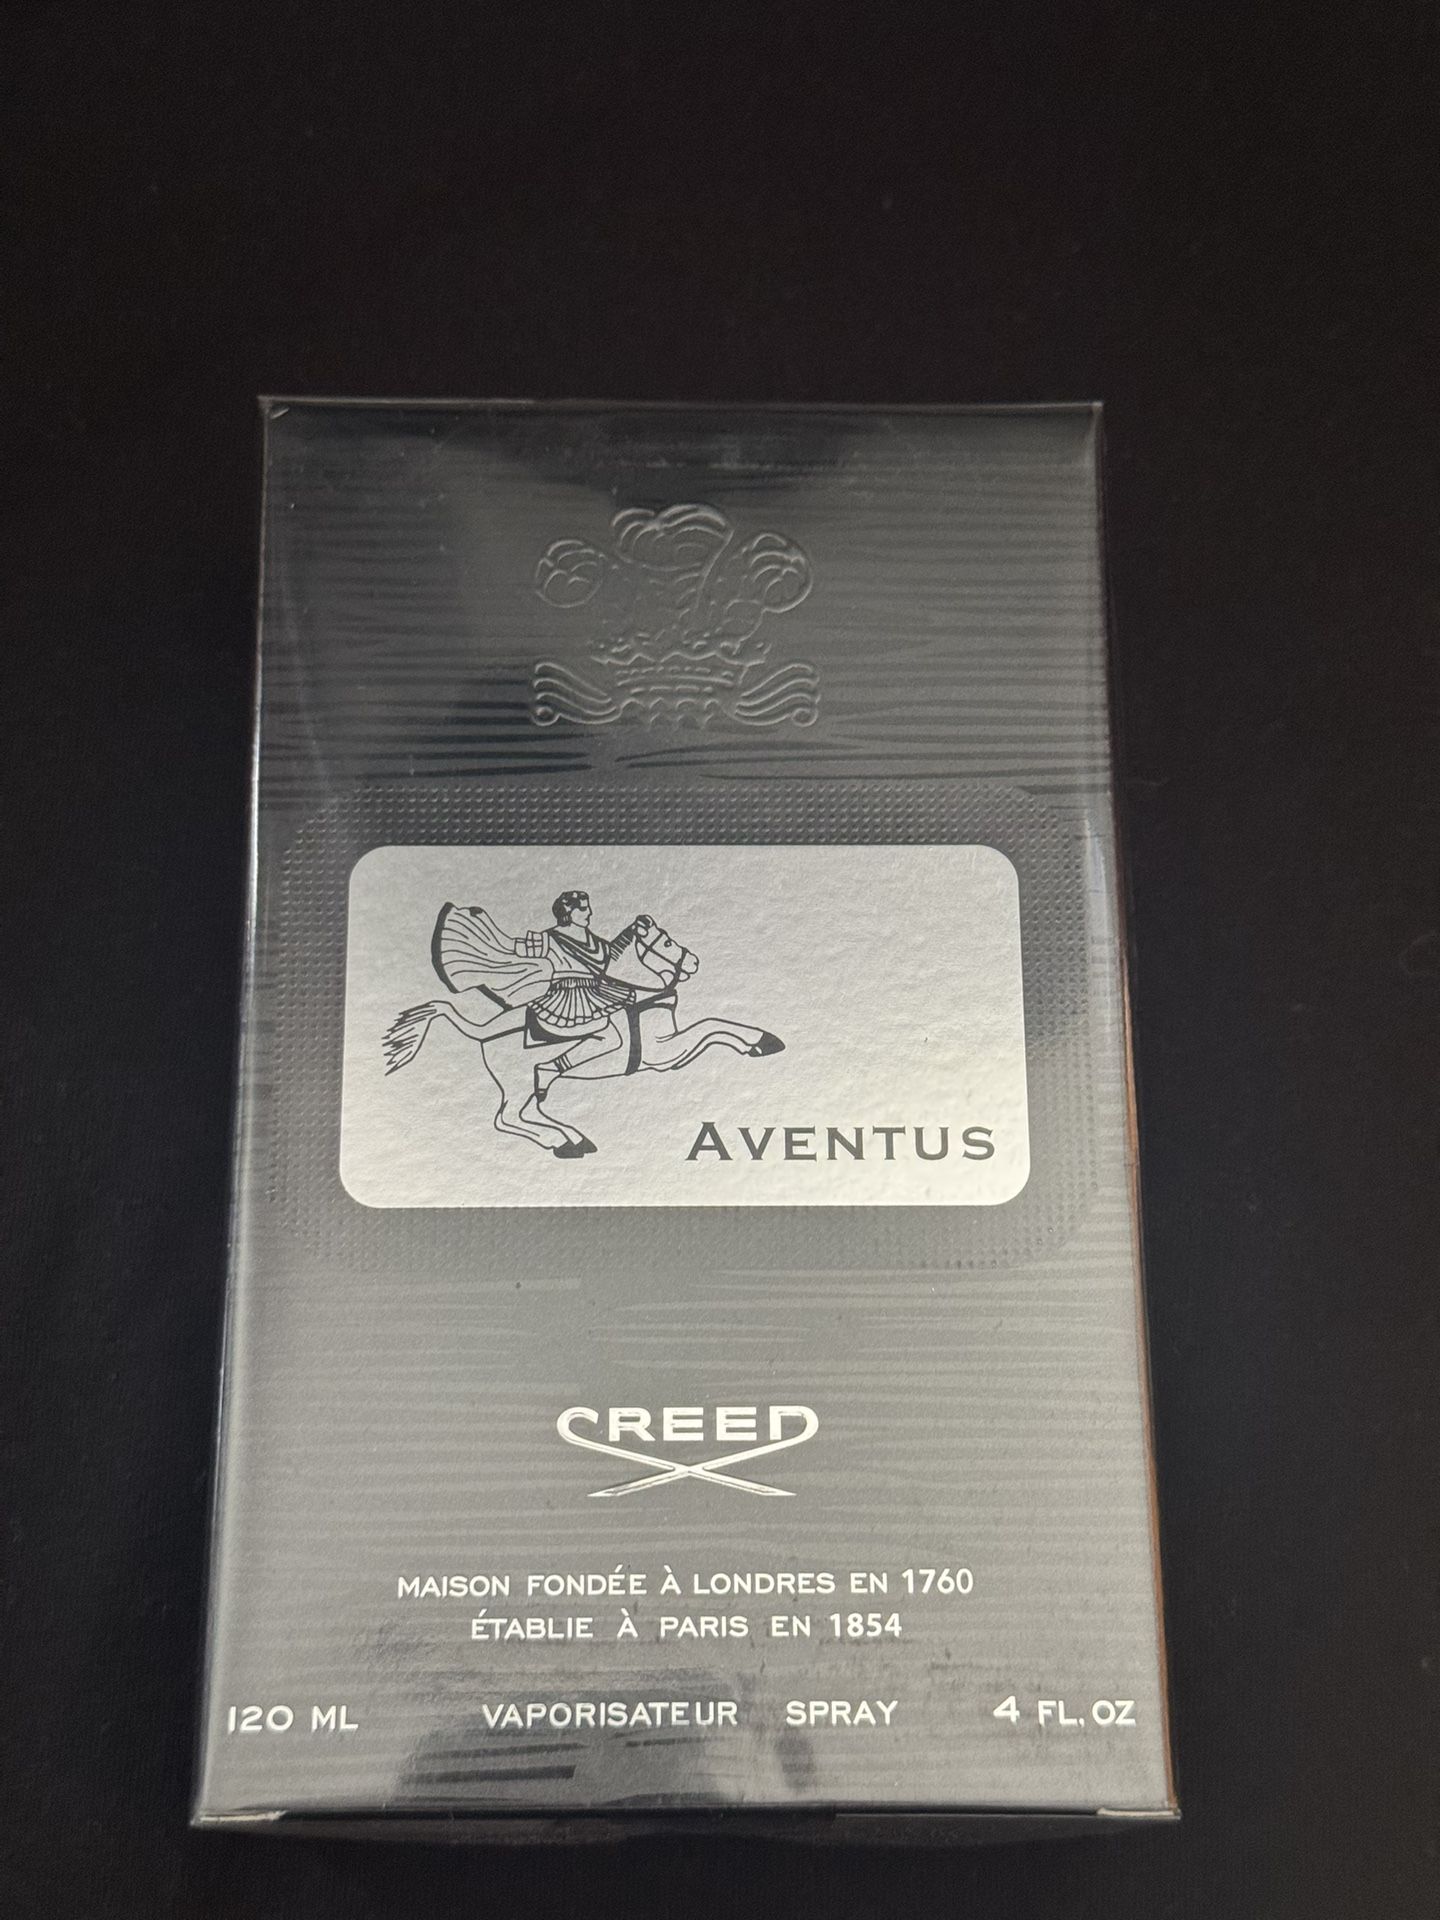 AVENTUS
CREED
MAISON FONDÉE À LONDRES EN 1760
ÉTABLIE À PARIS EN 1854
120 ML VAPORISATEUR SPRAY 4 FL. OZ